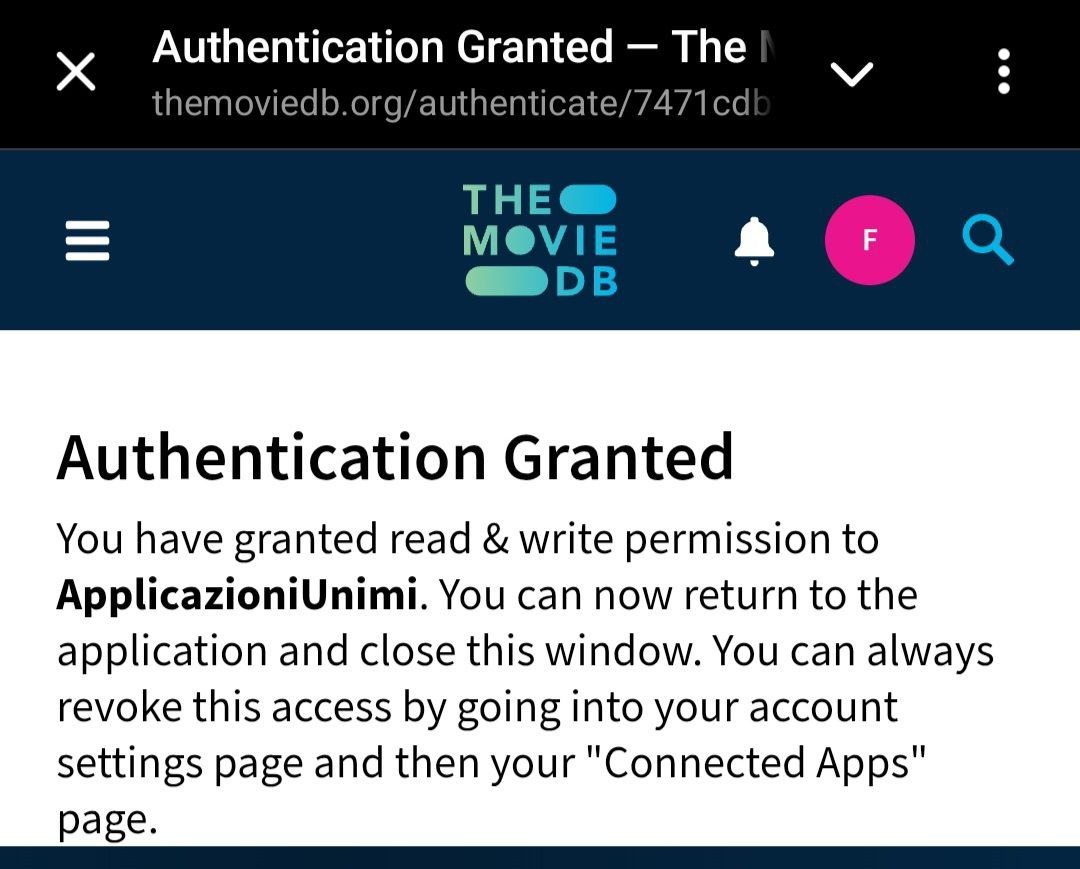 Authentication Granted — The
themoviedb.org/authenticate/7471cdb
THE
MOVIE
DB
F
Authentication Granted
You have granted read & write permission to
ApplicazioniUnimi. You can now return to the
application and close this window. You can always
revoke this access by going into your account
settings page and then your "Connected Apps"
page.